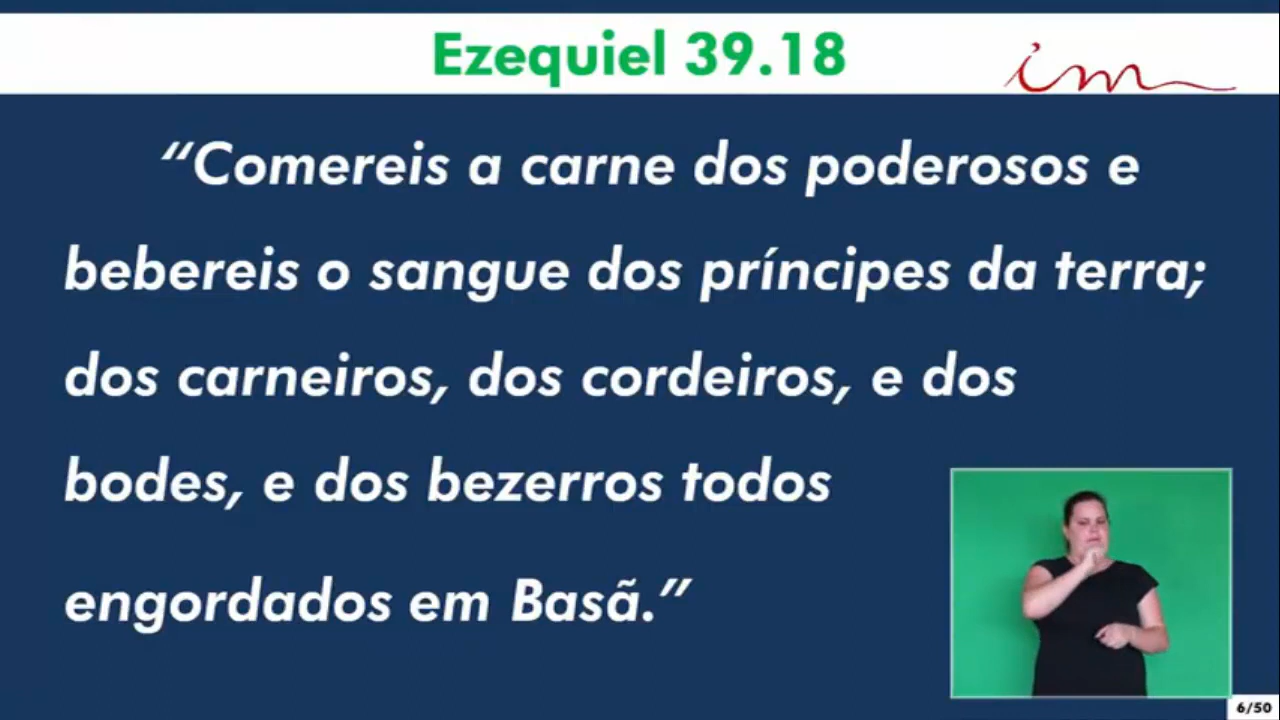 Ezequiel 39.18
im
“Comereis a carne dos poderosos e
bebereis o sangue dos príncipes da terra;
dos carneiros, dos cordeiros, e dos
bodes, e dos bezerros todos
engordados em Basã.”
6/50